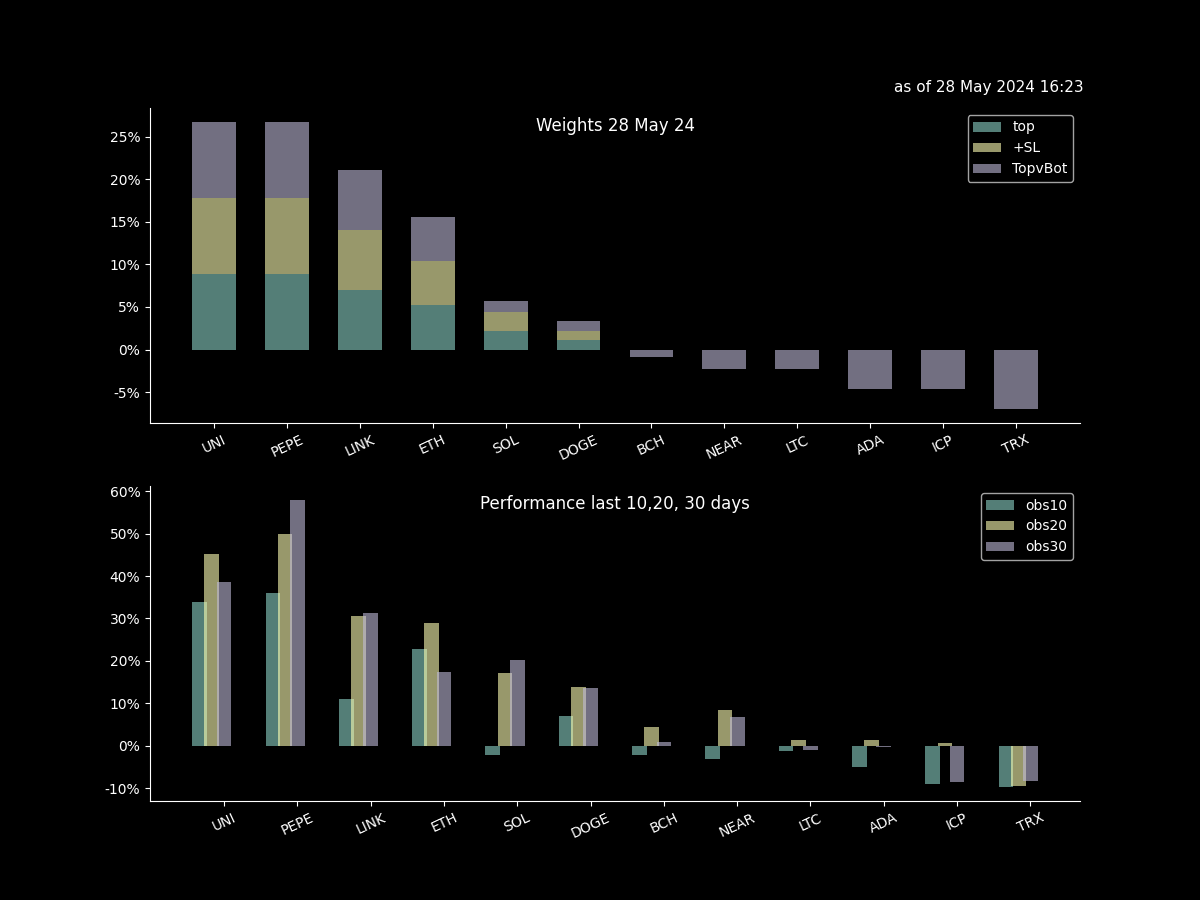 as of 28 May 2024 16:23
Weights 28 May 24
top
+SL
TopvBot
25%
20%
15%
10%
5%
0%
-5%
UNI PEPE LINK ETH SOL DOGE BCH NEAR LTC ADA ICP TRX
Performance last 10,20, 30 days
obs10
obs20
obs30
60%
50%
40%
30%
20%
10%
0%
-10%
UNI PEPE LINK ETH SOL DOGE BCH NEAR LTC ADA ICP TRX